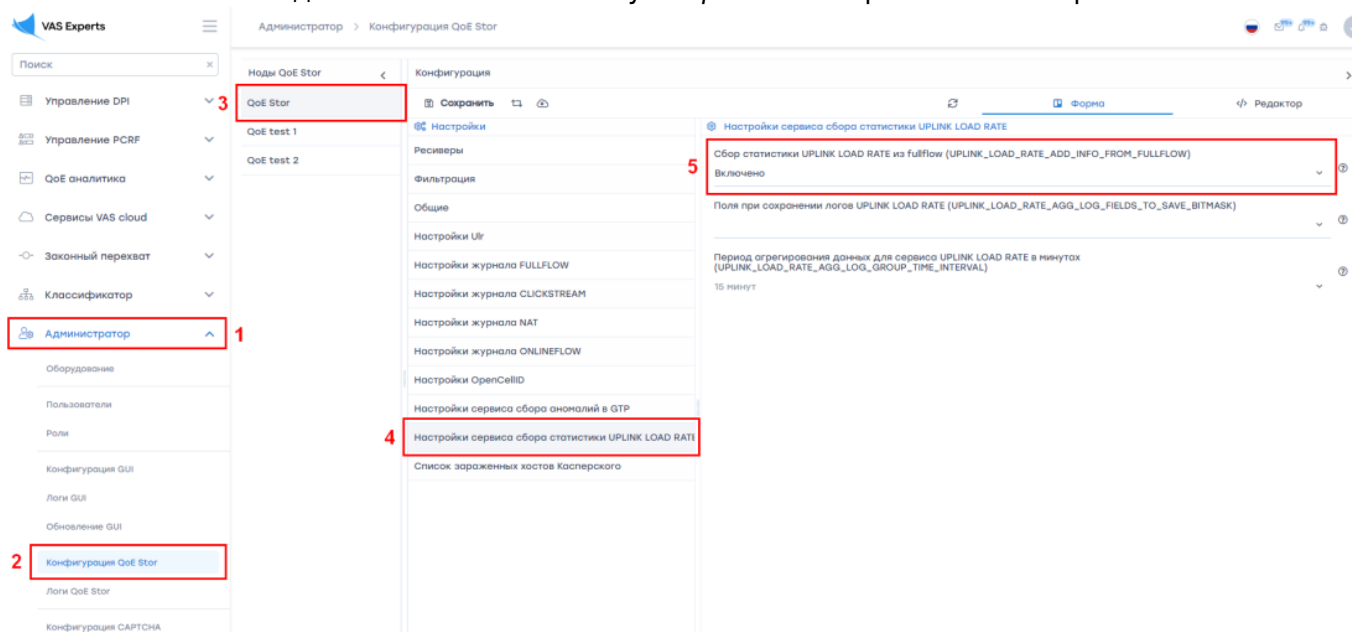 VAS Experts
Администратор > Конфигурация QoE Stor
99+
99+
Поиск
Управление DPI
Управление PCRF
QoE аналитика
Сервисы VAS cloud
Законный перехват
Классификатор
Администратор
1
Оборудование
Пользователи
Роли
Конфигурация GUI
Логи GUI
Обновление GUI
2
Конфигурация QoE Stor
Логи QoE Stor
Конфигурация CAPTCHA
Ноды QoE Stor
3
QoE Stor
QoE test 1
QoE test 2
Конфигурация
Сохранить
Форма
</> Редактор
Настройки
Ресиверы
Фильтрация
Общие
Настройки Ulr
Настройки журнала FULLFLOW
Настройки журнала CLICKSTREAM
Настройки журнала NAT
Настройки журнала ONLINEFLOW
Настройки OpenCellID
Настройки сервиса сбора аномалий в GTP
4
Настройки сервиса сбора статистики UPLINK LOAD RATE
Список зараженных хостов Касперского
Настройки сервиса сбора статистики UPLINK LOAD RATE
5
Сбор статистики UPLINK LOAD RATE из fullflow (UPLINK_LOAD_RATE_ADD_INFO_FROM_FULLFLOW)
Включено
Поля при сохранении логов UPLINK LOAD RATE (UPLINK_LOAD_RATE_AGG_LOG_FIELDS_TO_SAVE_BITMASK)
Период агрегирования данных для сервиса UPLINK LOAD RATE в минутах
(UPLINK_LOAD_RATE_AGG_LOG_GROUP_TIME_INTERVAL)
15 минут